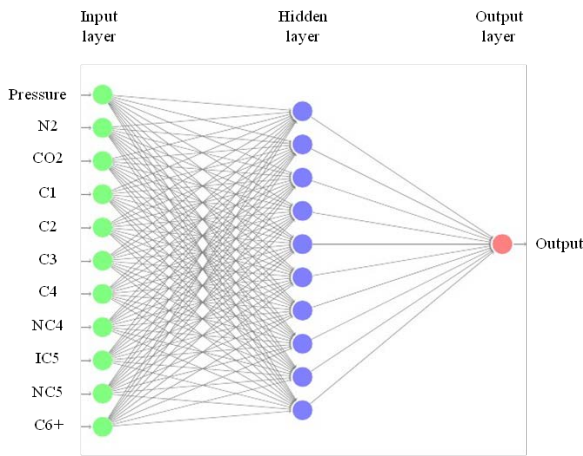 Input
layer
Hidden
layer
Output
layer
Pressure
N2
CO2
C1
C2
C3
C4
NC4
IC5
NC5
C6+
Output